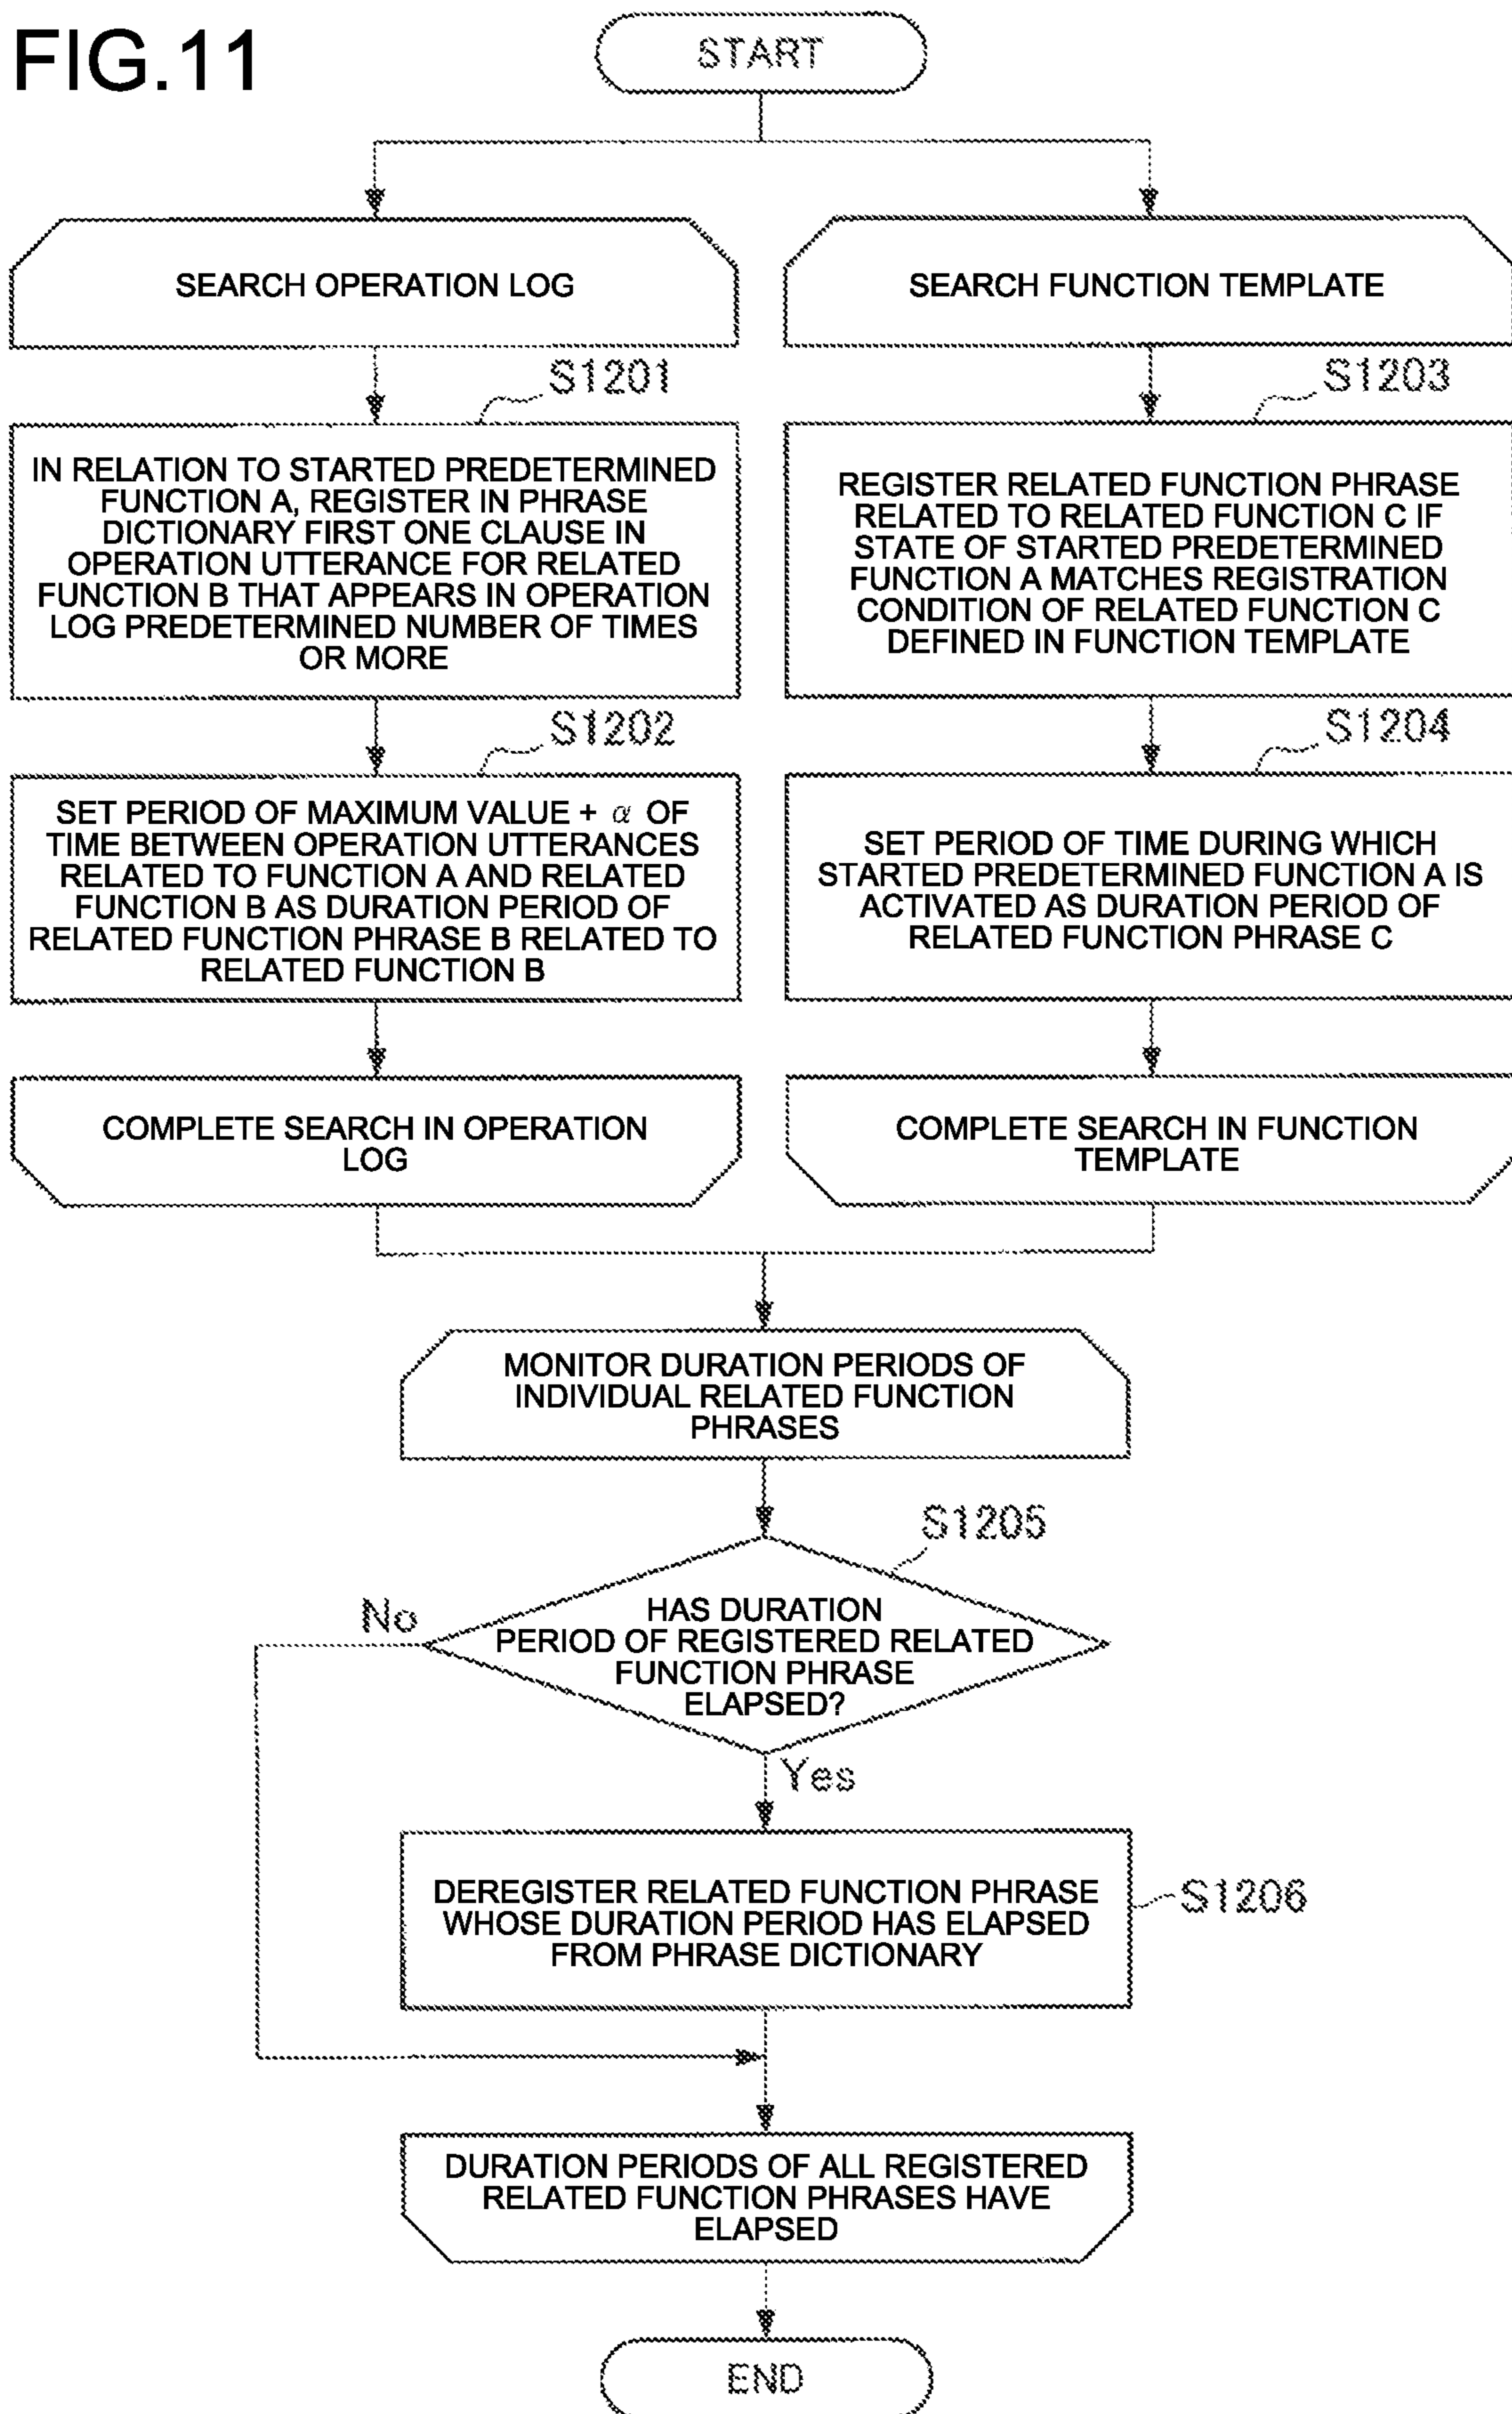 FIG.11
START
SEARCH OPERATION LOG
SEARCH FUNCTION TEMPLATE
S1201
IN RELATION TO STARTED PREDETERMINED
FUNCTION A, REGISTER IN PHRASE
DICTIONARY FIRST ONE CLAUSE IN
OPERATION UTTERANCE FOR RELATED
FUNCTION B THAT APPEARS IN OPERATION
LOG PREDETERMINED NUMBER OF TIMES
OR MORE
S1203
REGISTER RELATED FUNCTION PHRASE
RELATED TO RELATED FUNCTION C IF
STATE OF STARTED PREDETERMINED
FUNCTION A MATCHES REGISTRATION
CONDITION OF RELATED FUNCTION C
DEFINED IN FUNCTION TEMPLATE
S1202
SET PERIOD OF MAXIMUM VALUE + α OF
TIME BETWEEN OPERATION UTTERANCES
RELATED TO FUNCTION A AND RELATED
FUNCTION B AS DURATION PERIOD OF
RELATED FUNCTION PHRASE B RELATED TO
RELATED FUNCTION B
S1204
SET PERIOD OF TIME DURING WHICH
STARTED PREDETERMINED FUNCTION A IS
ACTIVATED AS DURATION PERIOD OF
RELATED FUNCTION PHRASE C
COMPLETE SEARCH IN OPERATION
LOG
COMPLETE SEARCH IN FUNCTION
TEMPLATE
MONITOR DURATION PERIODS OF
INDIVIDUAL RELATED FUNCTION
PHRASES
S1205
No
HAS DURATION
PERIOD OF REGISTERED RELATED
FUNCTION PHRASE
ELAPSED?
Yes
DEREGISTER RELATED FUNCTION PHRASE
WHOSE DURATION PERIOD HAS ELAPSED
FROM PHRASE DICTIONARY
S1206
DURATION PERIODS OF ALL REGISTERED
RELATED FUNCTION PHRASES HAVE
ELAPSED
END